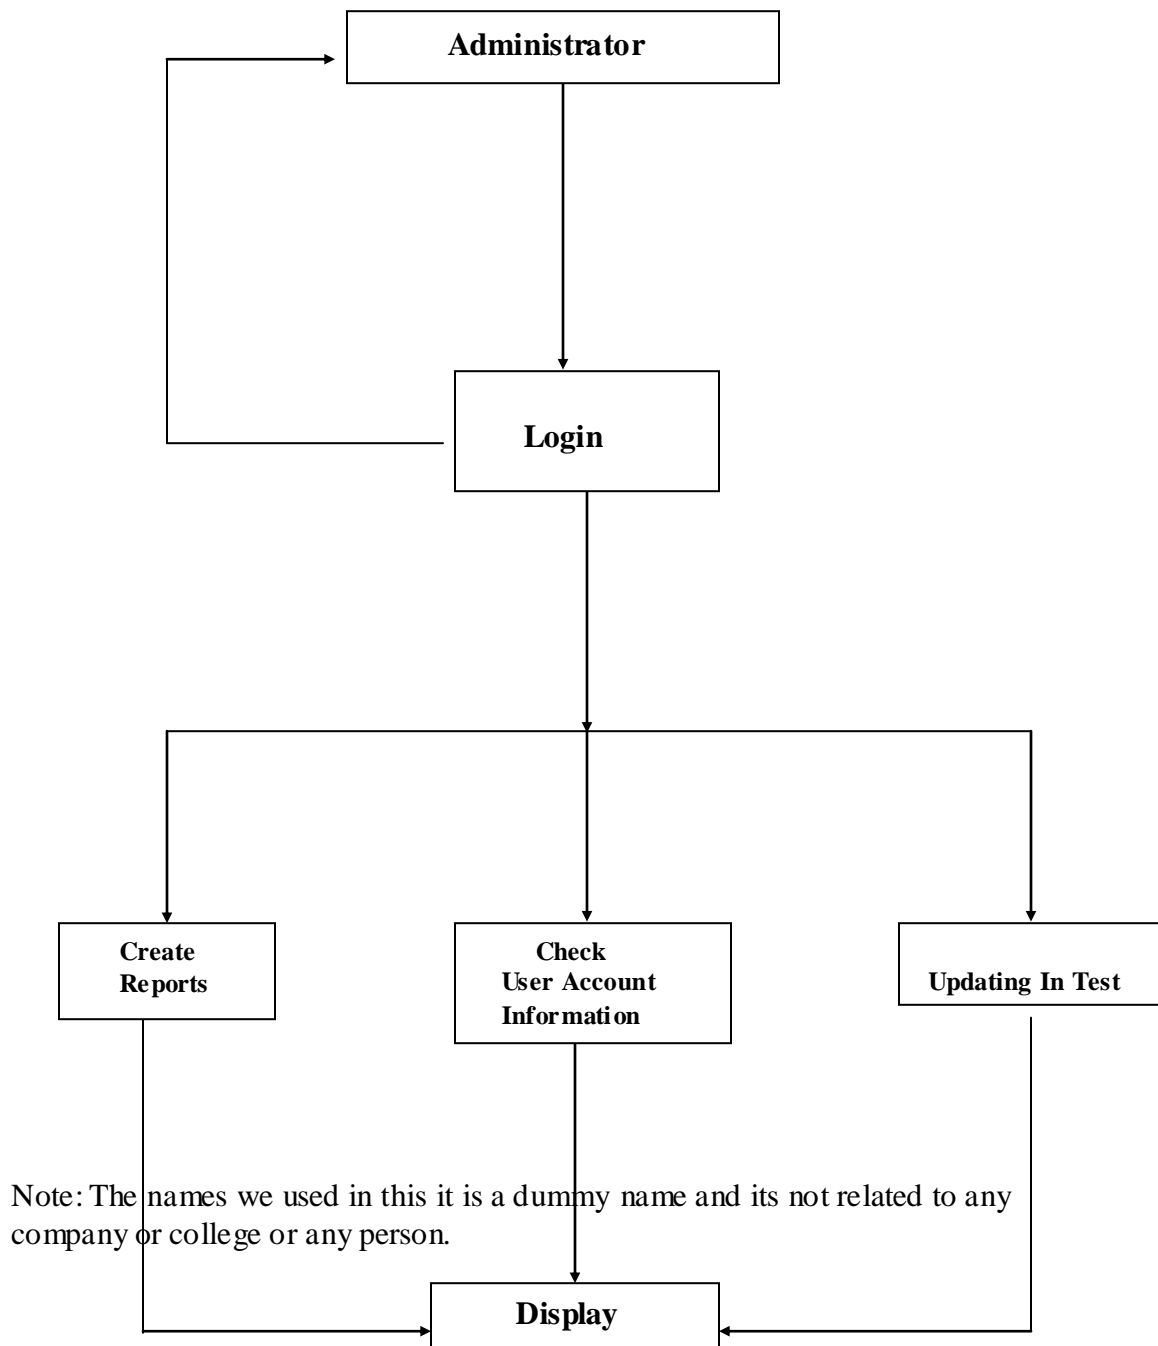 Administrator
Login
Create
Reports
Check
User Account
Information
Updating In Test
Note: The names we used in this it is a dummy name and its not related to any
company or college or any person.
Display